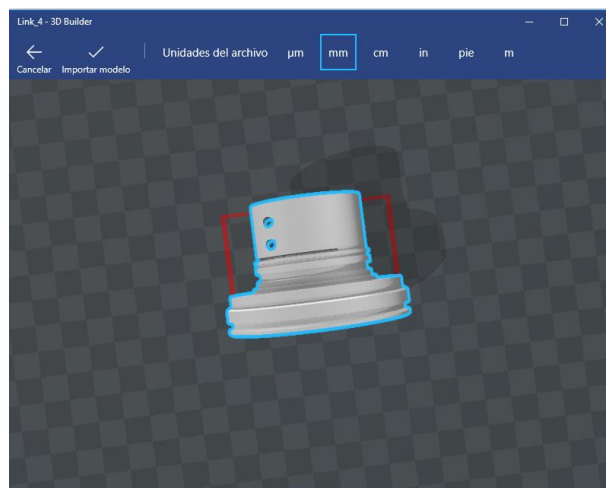 Link_4 - 3D Builder
Cancelar
Importar modelo
Unidades del archivo µm mm cm in pie m